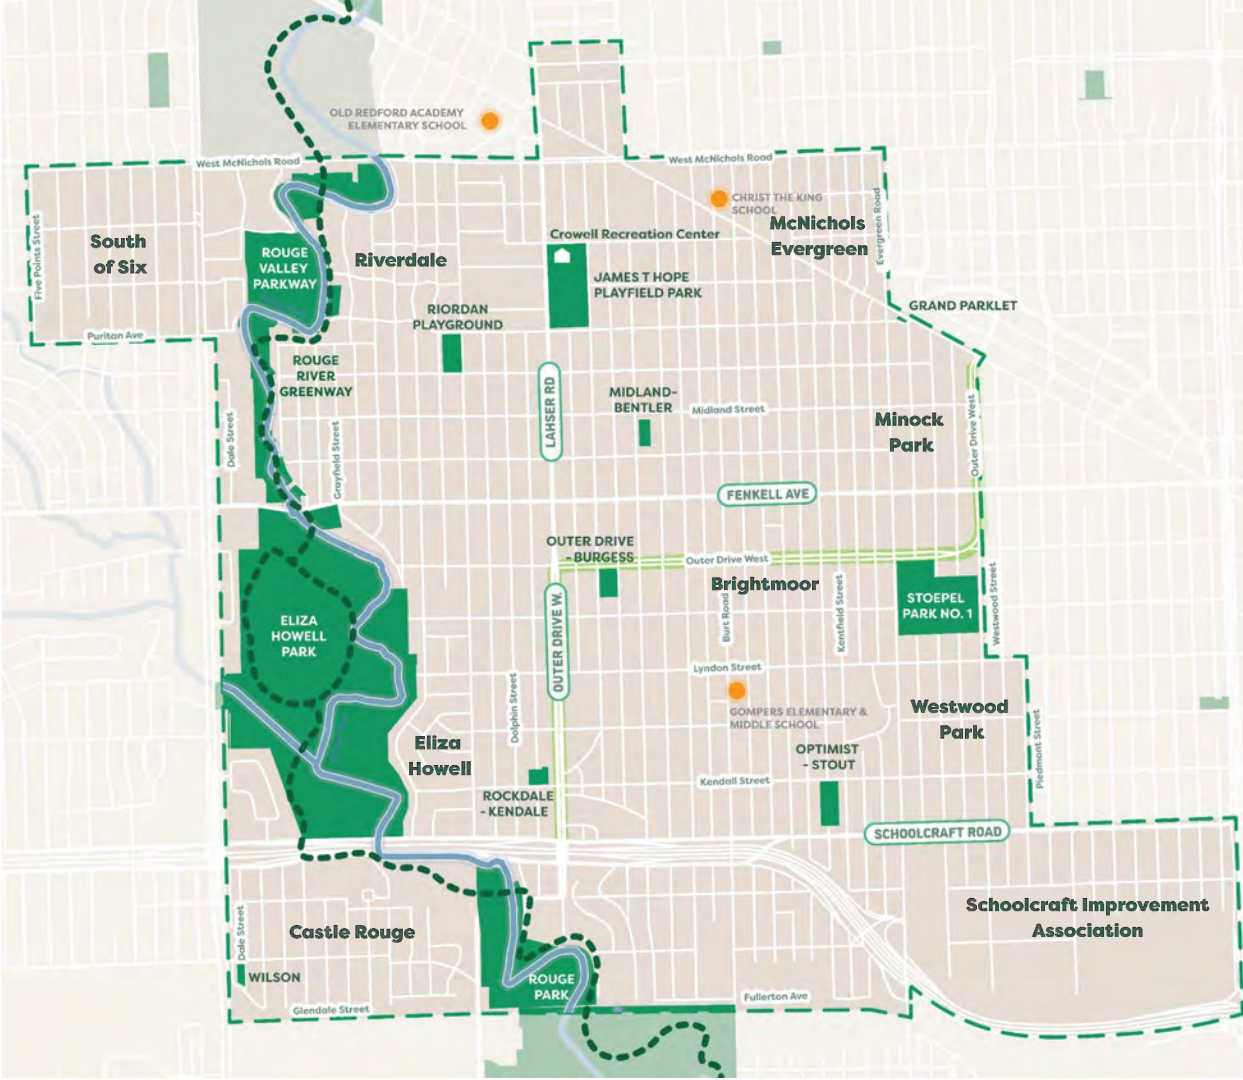 OLD REDFORD ACADEMY
ELEMENTARY SCHOOL
West McNichols Road
West McNichols Road
CHRIST THE KING
SCHOOL
McNichols
Evergreen
Evergreen Road
Five Points Street
South
of Six
ROUGE
VALLEY
PARKWAY
Riverdale
Crowell Recreation Center
JAMES T HOPE
PLAYFIELD PARK
RIORDAN
PLAYGROUND
GRAND PARKLET
Puritan Ave
ROUGE
RIVER
GREENWAY
LAHSER RD
MIDLAND-
BENTLER
Midland Street
Minock
Park
Outer Drive West
Dale Street
Grayfield Street
FENKELL AVE
OUTER DRIVE
- BURGESS
Outer Drive West
Brightmoor
STOEPEL
PARK NO. 1
Westwood Street
ELIZA
HOWELL
PARK
OUTER DRIVE W.
Burt Road
Kentfield Street
Lyndon Street
GOMPERS ELEMENTARY &
MIDDLE SCHOOL
Westwood
Park
Dolphin Street
Piedmont Street
Eliza
Howell
OPTIMIST
- STOUT
Kendall Street
ROCKDALE
- KENDALE
SCHOOLCRAFT ROAD
Schoolcraft Improvement
Association
Castle Rouge
Dale Street
WILSON
ROUGE
PARK
Glendale Street
Fullerton Ave